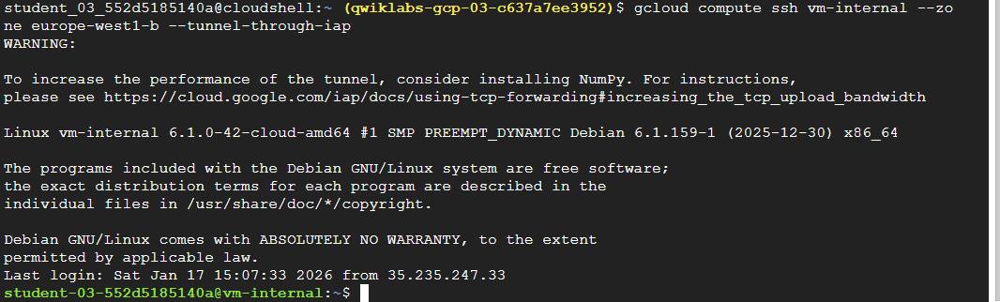 student_03_552d5185140a@cloudshell:~ (qwiklabs-gcp-03-c637a7ee3952)$ gcloud compute ssh vm-internal --zo
ne europe-west1-b --tunnel-through-iap
WARNING:

To increase the performance of the tunnel, consider installing NumPy. For instructions,
please see https://cloud.google.com/iap/docs/using-tcp-forwarding#increasing_the_tcp_upload_bandwidth

Linux vm-internal 6.1.0-42-cloud-amd64 #1 SMP PREEMPT_DYNAMIC Debian 6.1.159-1 (2025-12-30) x86_64

The programs included with the Debian GNU/Linux system are free software;
the exact distribution terms for each program are described in the
individual files in /usr/share/doc/*/copyright.

Debian GNU/Linux comes with ABSOLUTELY NO WARRANTY, to the extent
permitted by applicable law.
Last login: Sat Jan 17 15:07:33 2026 from 35.235.247.33
student-03-552d5185140a@vm-internal:~$